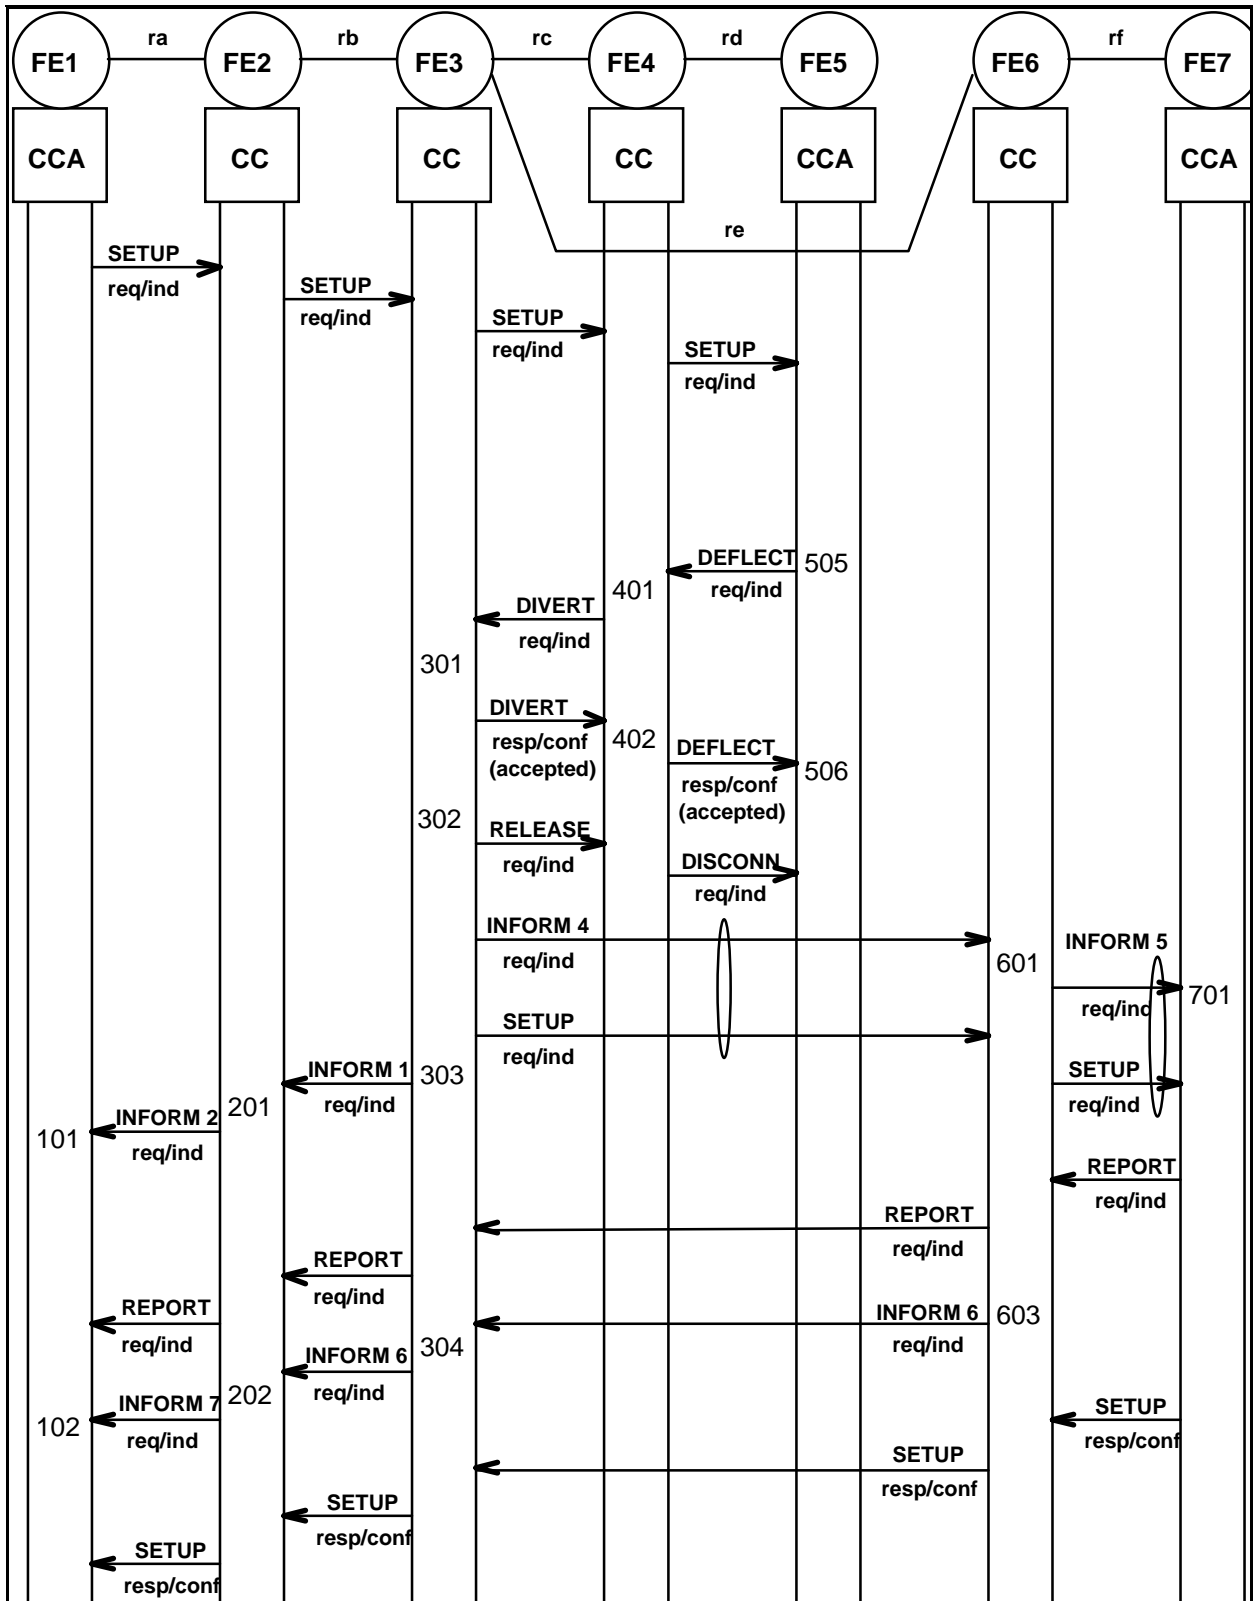 ra rb rc rd rf
FE1 FE2 FE3 FE4 FE5 FE6 FE7
CCA CC CC CC CCA CC CCA
re
SETUP
req/ind
SETUP
req/ind
SETUP
req/ind
SETUP
req/ind
DEFLECT 505
req/ind
401
DIVERT
req/ind
301
DIVERT
resp/conf
(accepted)
402
DEFLECT
resp/conf
(accepted)
506
302
RELEASE
req/ind
DISCONN
req/ind
INFORM 4
req/ind
601
INFORM 5
req/ind
701
SETUP
req/ind
303
INFORM 1
req/ind
SETUP
req/ind
201
INFORM 2
req/ind
101
REPORT
req/ind
REPORT
req/ind
REPORT
req/ind
REPORT
req/ind
INFORM 6
req/ind
603
304
INFORM 6
req/ind
202
INFORM 7
req/ind
102
SETUP
resp/conf
SETUP
resp/conf
SETUP
resp/conf
SETUP
resp/conf